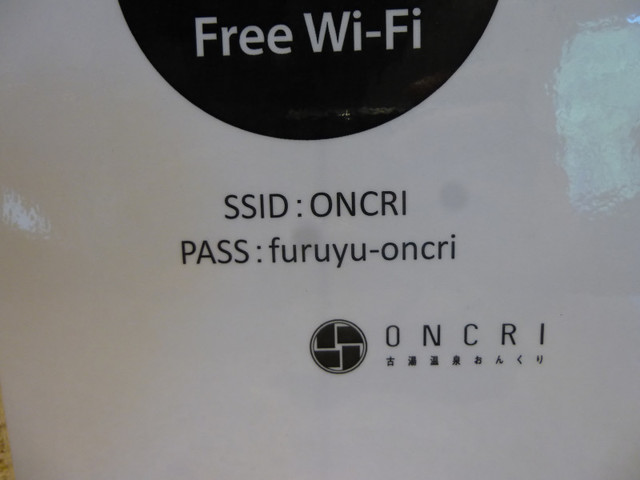 Free Wi-Fi
SSID：ONCRI
PASS：furuyu-oncri
ONCRI
古湯温泉おんくり